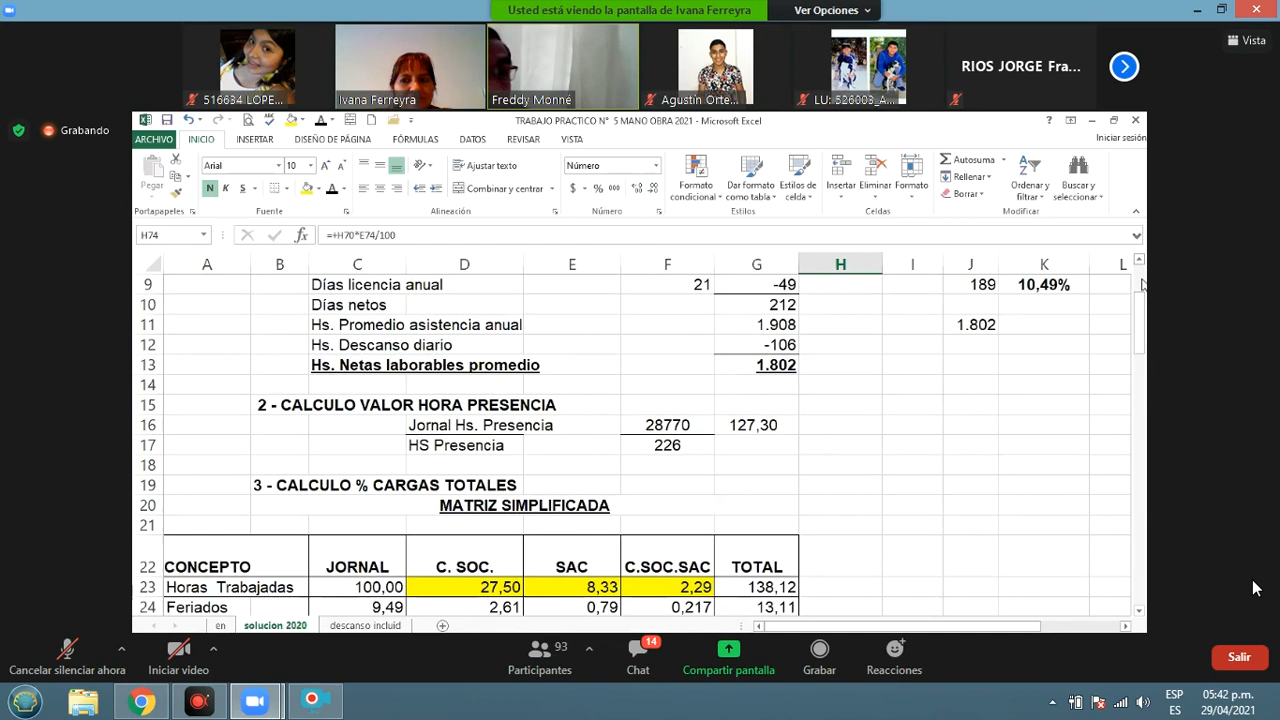 Usted está viendo la pantalla de Ivana Ferreyra
Ver Opciones
Vista
Grabando
516634 LOPE...
Ivana Ferreyra
Freddy Monné
Agustín Orte...
LU: 526003_A...
RIOS JORGE Fra...
TRABAJO PRACTICO N° 5 MANO OBRA 2021 - Microsoft Excel
ARCHIVO INICIO INSERTAR DISEÑO DE PÁGINA FÓRMULAS DATOS REVISAR VISTA Iniciar sesión
Pegar
Arial 10
N K S
Ajustar texto
Combinar y centrar
Número
$ % 000
Formato condicional
Dar formato como tabla
Estilos de celda
Insertar Eliminar Formato
Autosuma
Rellenar
Borrar
Ordenar y filtrar
Buscar y seleccionar
Portapapeles Fuente Alineación Número Estilos Celdas Modificar
H74 fx =+H70*E74/100
A B C D E F G H I J K L
9 Días licencia anual 21 -49 189 10,49%
10 Días netos 212
11 Hs. Promedio asistencia anual 1.908 1.802
12 Hs. Descanso diario -106
13 Hs. Netas laborables promedio 1.802
14
15 2 - CALCULO VALOR HORA PRESENCIA
16 Jornal Hs. Presencia 28770 127,30
17 HS Presencia 226
18
19 3 - CALCULO % CARGAS TOTALES
20 MATRIZ SIMPLIFICADA
21
22 CONCEPTO JORNAL C. SOC. SAC C.SOC.SAC TOTAL
23 Horas Trabajadas 100,00 27,50 8,33 2,29 138,12
24 Feriados 9,49 2,61 0,79 0,217 13,11
en solucion 2020 descanso incluid
Cancelar silenciar ahora
Iniciar video
93
Participantes
14
Chat
Compartir pantalla
Grabar
Reacciones
Salir
ESP
ES
05:42 p.m.
29/04/2021